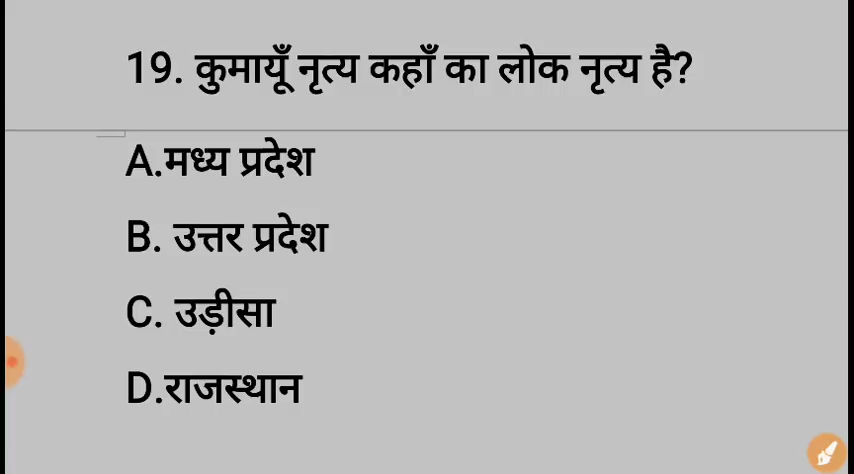 19. कुमायूँ नृत्य कहाँ का लोक नृत्य है?
A.मध्य प्रदेश
B. उत्तर प्रदेश
C. उड़ीसा
D.राजस्थान